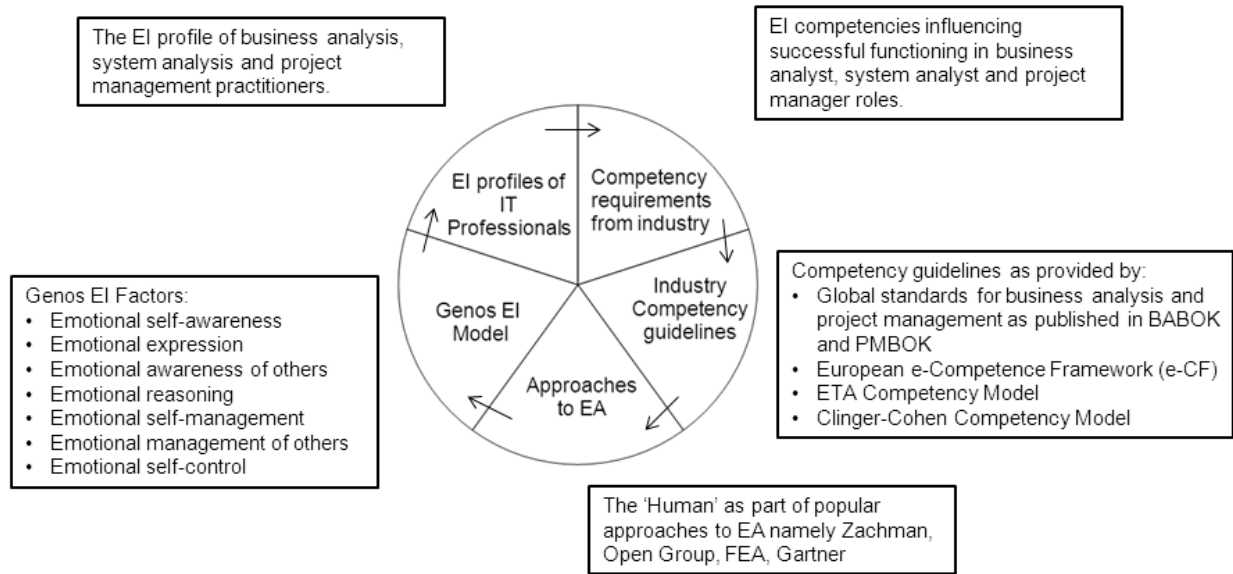 The EI profile of business analysis,
system analysis and project
management practitioners.
EI competencies influencing
successful functioning in business
analyst, system analyst and project
manager roles.
EI profiles of
IT
Professionals
Competency
requirements
from industry
Genos EI
Model
Industry
Competency
guidelines
Approaches
to EA
Genos EI Factors:
• Emotional self-awareness
• Emotional expression
• Emotional awareness of others
• Emotional reasoning
• Emotional self-management
• Emotional management of others
• Emotional self-control
Competency guidelines as provided by:
• Global standards for business analysis and
project management as published in BABOK
and PMBOK
• European e-Competence Framework (e-CF)
• ETA Competency Model
• Clinger-Cohen Competency Model
The ‘Human’ as part of popular
approaches to EA namely Zachman,
Open Group, FEA, Gartner